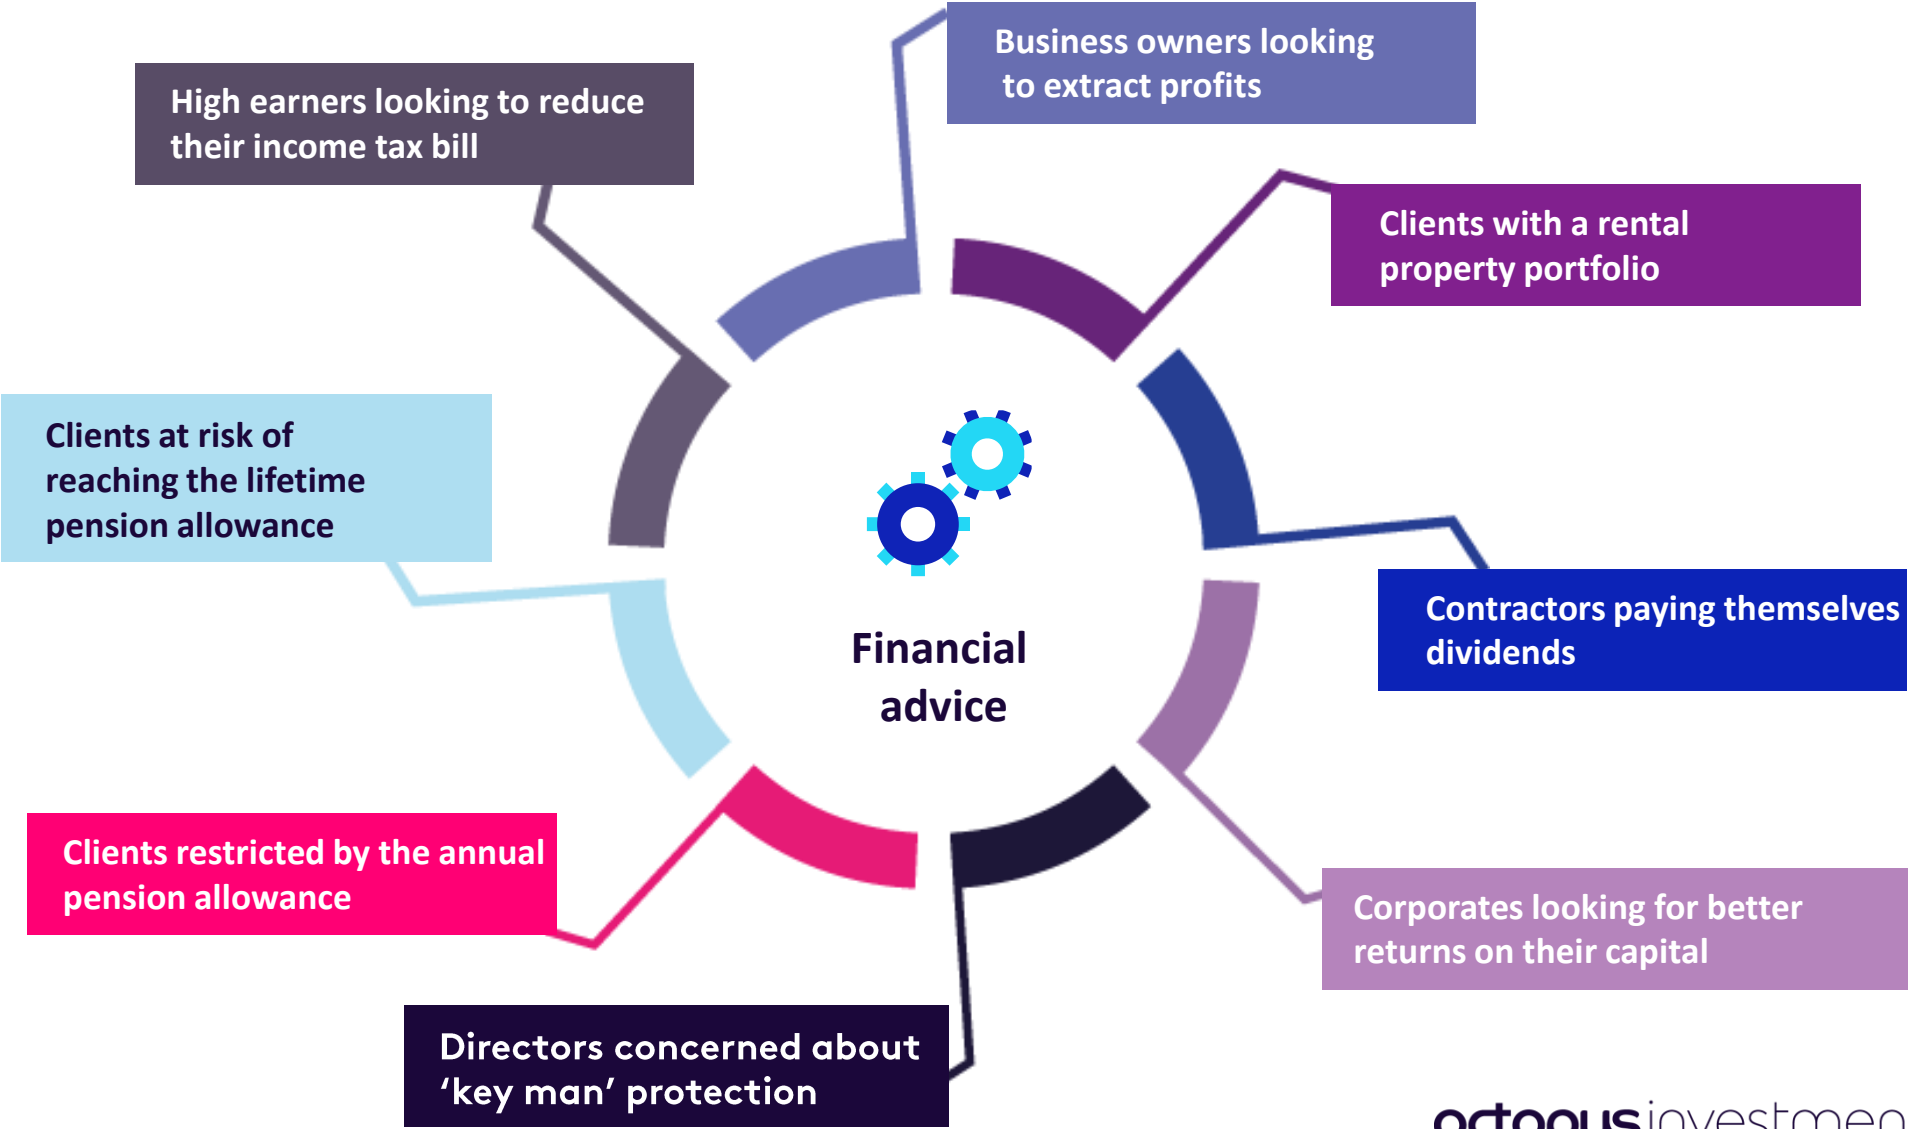 Business owners looking
to extract profits
High earners looking to reduce
their income tax bill
Clients with a rental
property portfolio
Clients at risk of
reaching the lifetime
pension allowance
Financial
advice
Contractors paying themselves
dividends
Clients restricted by the annual
pension allowance
Corporates looking for better
returns on their capital
Directors concerned about
‘key man’ protection
octopusinvestmen